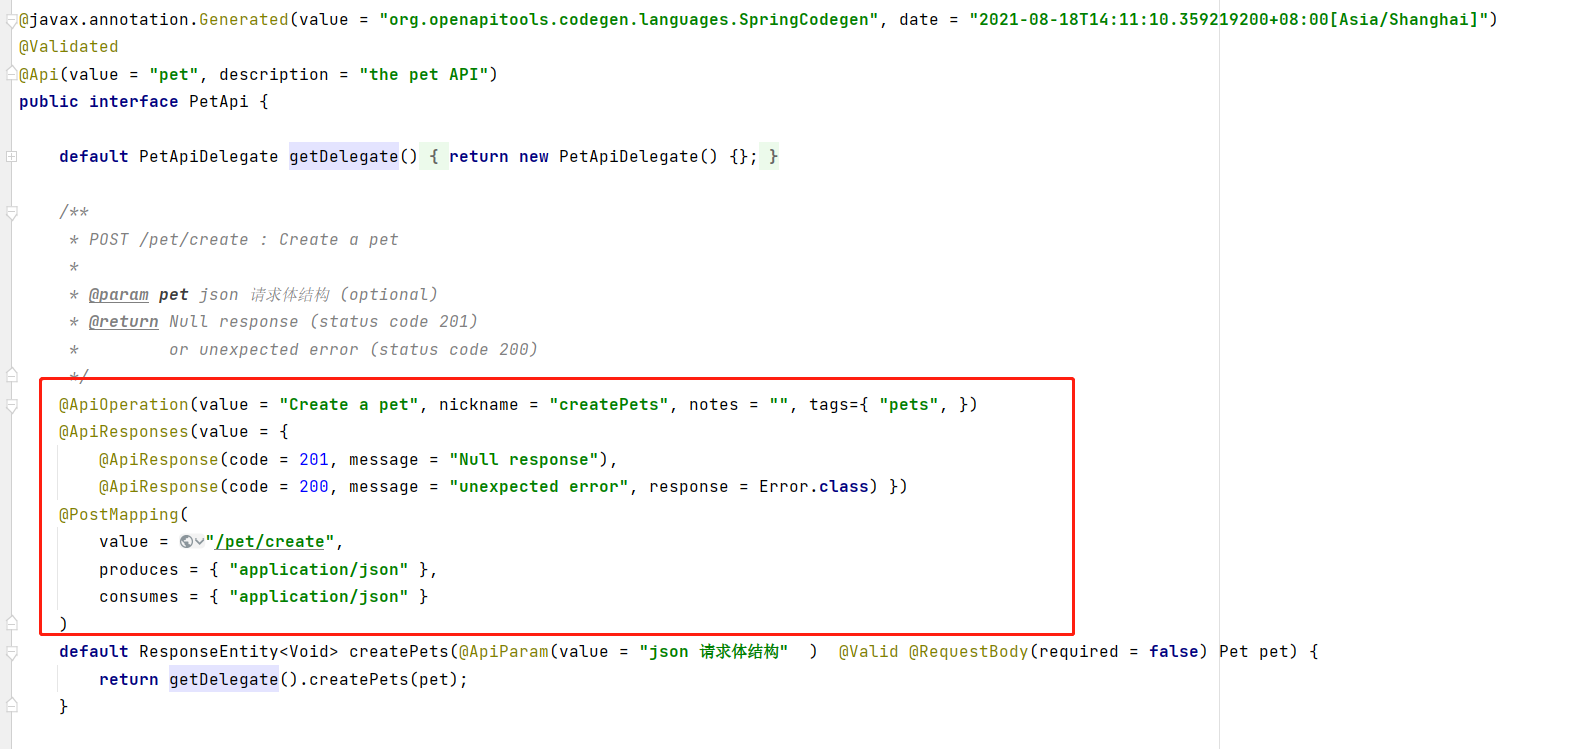 @javax.annotation.Generated(value = "org.openapitools.codegen.languages.SpringCodegen", date = "2021-08-18T14:11:10.359219200+08:00[Asia/Shanghai]")
@Validated
@Api(value = "pet", description = "the pet API")
public interface PetApi {
default PetApiDelegate getDelegate() { return new PetApiDelegate() {}; }
/**
* POST /pet/create : Create a pet
*
* @param pet json 请求体结构 (optional)
* @return Null response (status code 201)
* or unexpected error (status code 200)
*/
@ApiOperation(value = "Create a pet", nickname = "createPets", notes = "", tags={ "pets", })
@ApiResponses(value = {
@ApiResponse(code = 201, message = "Null response"),
@ApiResponse(code = 200, message = "unexpected error", response = Error.class) })
@PostMapping(
value = "/pet/create",
produces = { "application/json" },
consumes = { "application/json" }
)
default ResponseEntity<Void> createPets(@ApiParam(value = "json 请求体结构" ) @Valid @RequestBody(required = false) Pet pet) {
return getDelegate().createPets(pet);
}